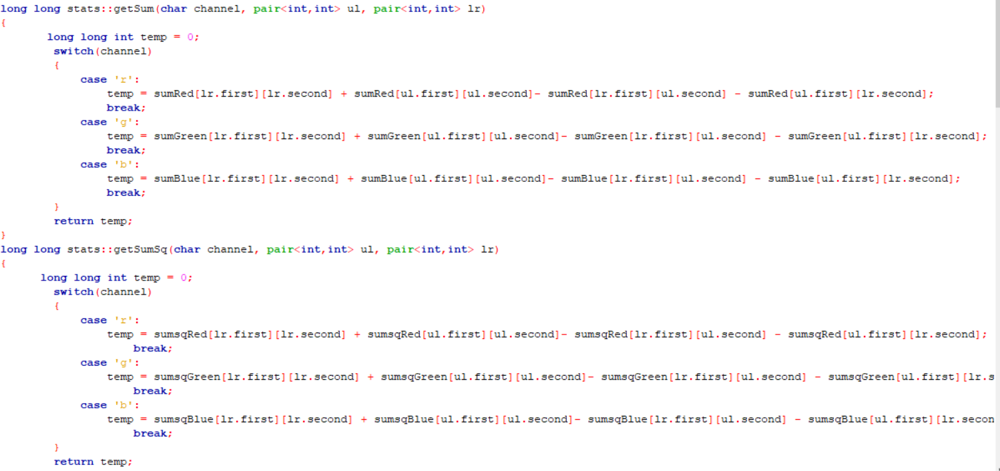 long long stats::getSum(char channel, pair<int,int> ul, pair<int,int> lr)
{
long long int temp = 0;
switch(channel)
{
case 'r':
temp = sumRed[lr.first][lr.second] + sumRed[ul.first][ul.second]- sumRed[lr.first][ul.second] - sumRed[ul.first][lr.second];
break;
case 'g':
temp = sumGreen[lr.first][lr.second] + sumGreen[ul.first][ul.second]- sumGreen[lr.first][ul.second] - sumGreen[ul.first][lr.second];
break;
case 'b':
temp = sumBlue[lr.first][lr.second] + sumBlue[ul.first][ul.second]- sumBlue[lr.first][ul.second] - sumBlue[ul.first][lr.second];
break;
}
return temp;
}
long long stats::getSumSq(char channel, pair<int,int> ul, pair<int,int> lr)
{
long long int temp = 0;
switch(channel)
{
case 'r':
temp = sumsqRed[lr.first][lr.second] + sumsqRed[ul.first][ul.second]- sumsqRed[lr.first][ul.second] - sumsqRed[ul.first][lr.second];
break;
case 'g':
temp = sumsqGreen[lr.first][lr.second] + sumsqGreen[ul.first][ul.second]- sumsqGreen[lr.first][ul.second] - sumsqGreen[ul.first][lr.s
break;
case 'b':
temp = sumsqBlue[lr.first][lr.second] + sumsqBlue[ul.first][ul.second]- sumsqBlue[lr.first][ul.second] - sumsqBlue[ul.first][lr.secon
break;
}
return temp;